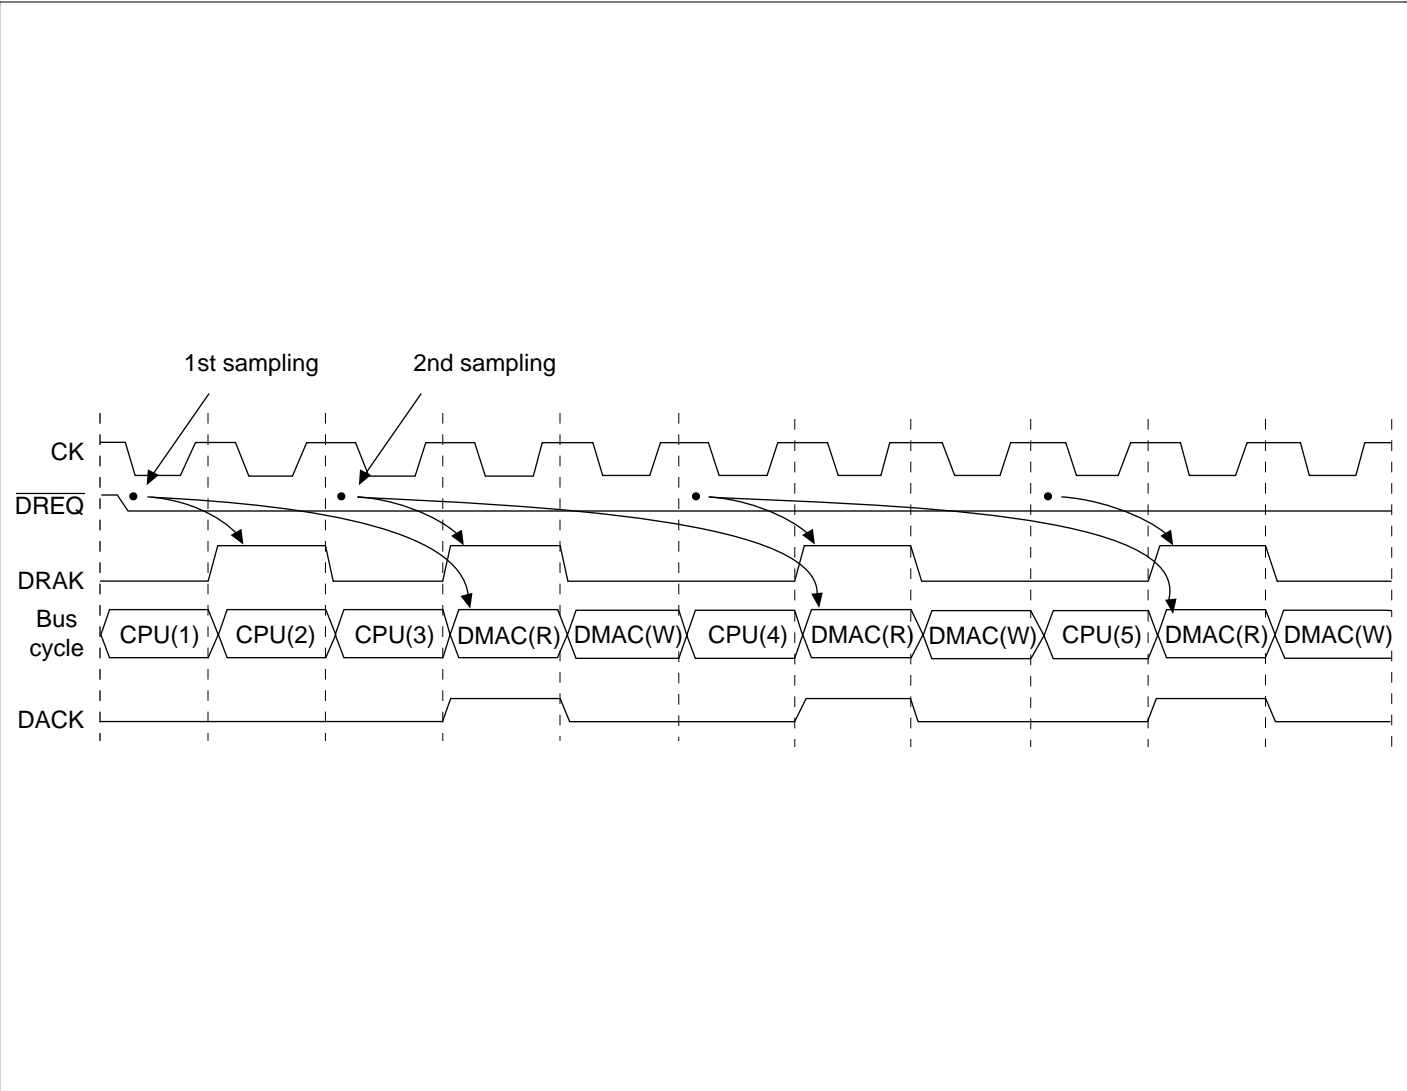 1st sampling 2nd sampling
CK
DREQ
DRAK
Bus
cycle
CPU(1) CPU(2) CPU(3) DMAC(R) DMAC(W) CPU(4) DMAC(R) DMAC(W) CPU(5) DMAC(R) DMAC(W)
DACK